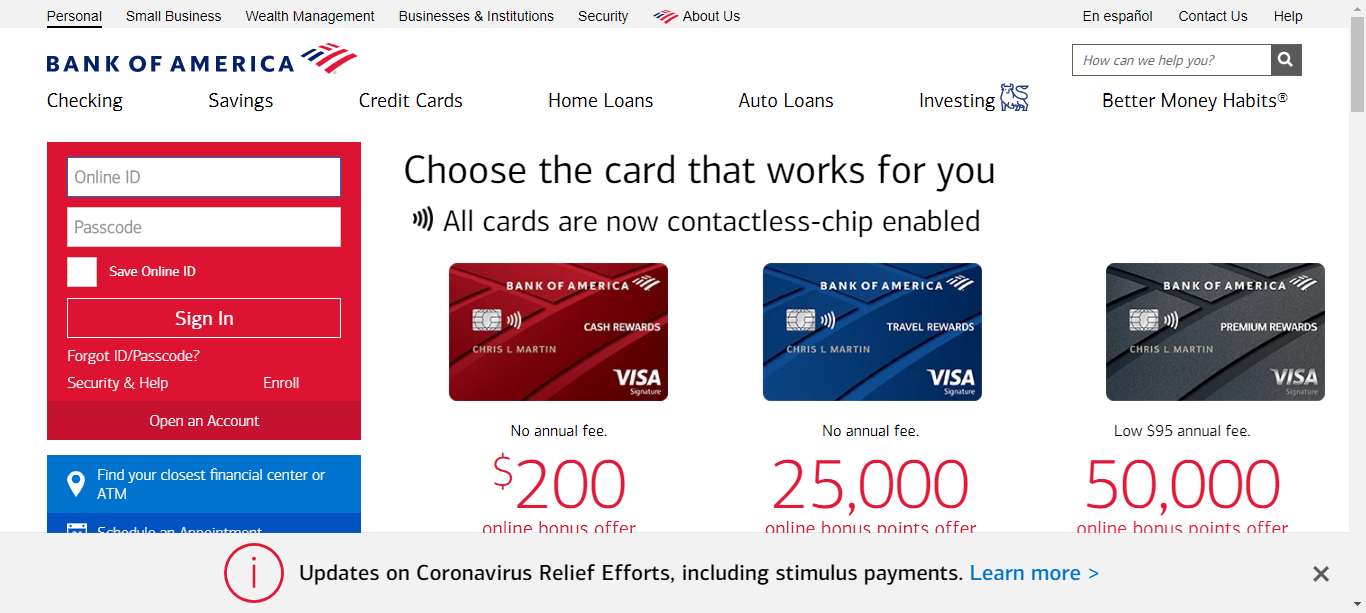 Personal Small Business Wealth Management Businesses & Institutions Security About Us En español Contact Us Help
BANK OF AMERICA
How can we help you?
Checking Savings Credit Cards Home Loans Auto Loans Investing Better Money Habits®
Online ID
Passcode
Save Online ID
Sign In
Forgot ID/Passcode?
Security & Help Enroll
Open an Account
Find your closest financial center or
ATM
Schedule an Appointment
Choose the card that works for you
All cards are now contactless-chip enabled
BANK OF AMERICA
CASH REWARDS
CHRIS L MARTIN
VISA
Signature
No annual fee.
$200
online bonus offer
BANK OF AMERICA
TRAVEL REWARDS
CHRIS L MARTIN
VISA
Signature
No annual fee.
25,000
online bonus points offer
BANK OF AMERICA
PREMIUM REWARDS
CHRIS L MARTIN
VISA
Signature
Low $95 annual fee.
50,000
online bonus points offer
Updates on Coronavirus Relief Efforts, including stimulus payments. Learn more >